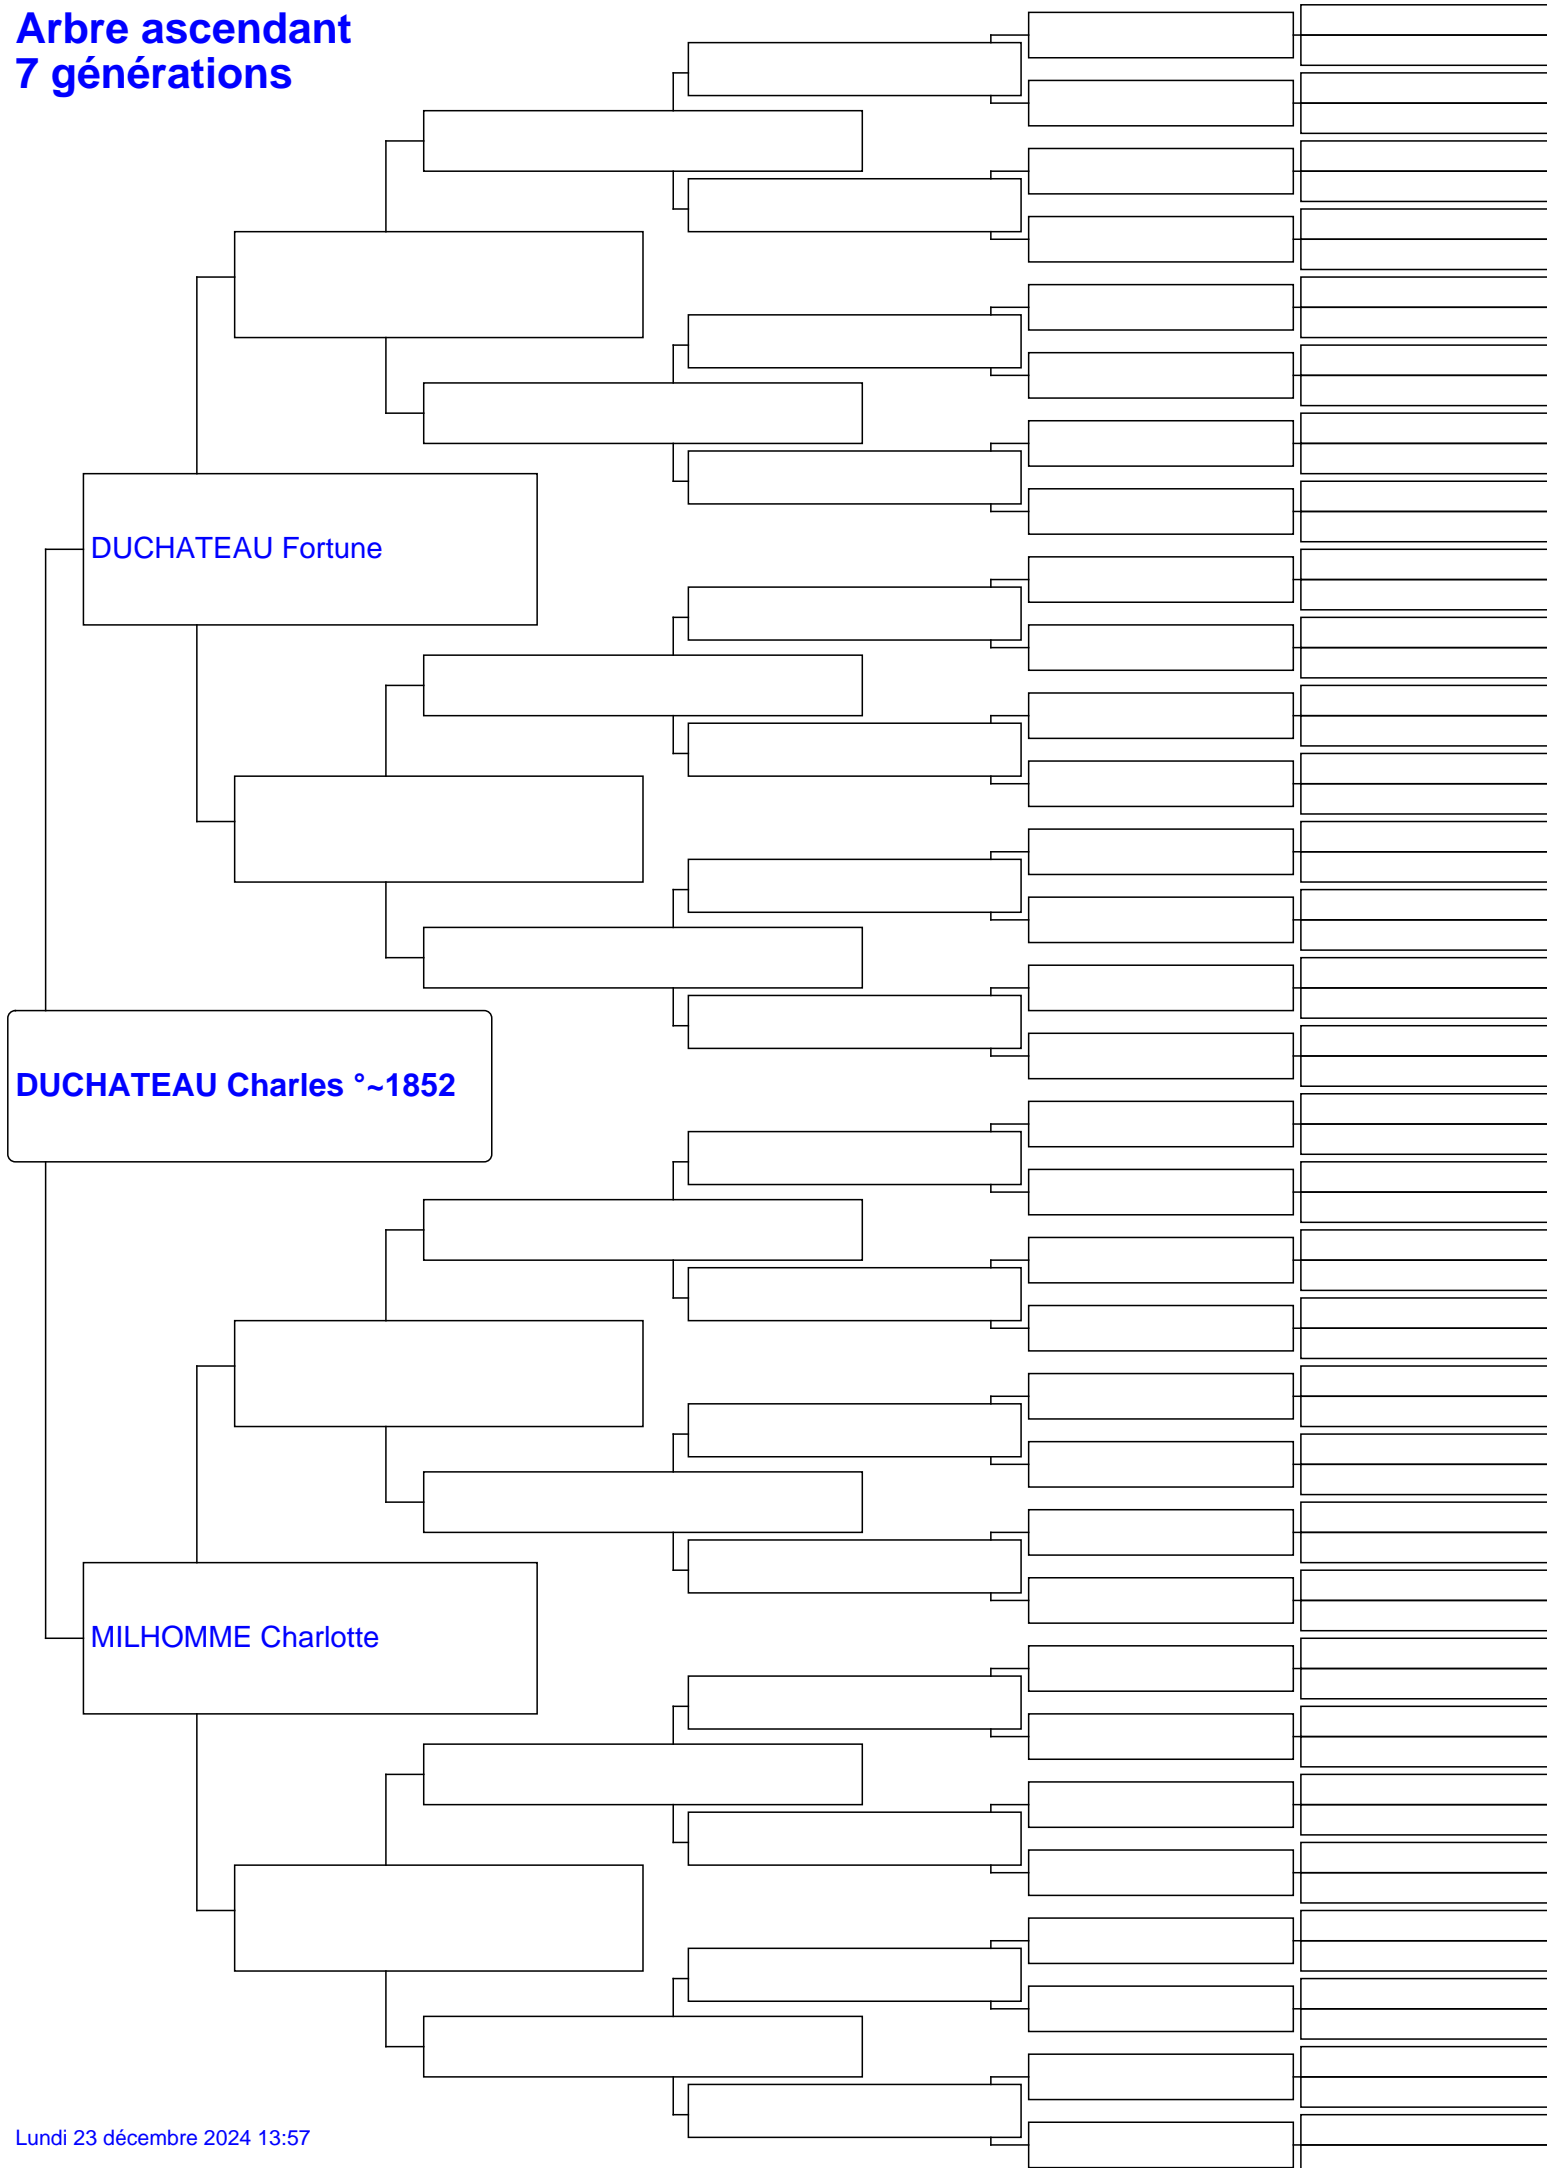 Arbre ascendant
7 générations
DUCHATEAU Fortune
DUCHATEAU Charles °~1852
MILHOMME Charlotte
Lundi 23 décembre 2024 13:57